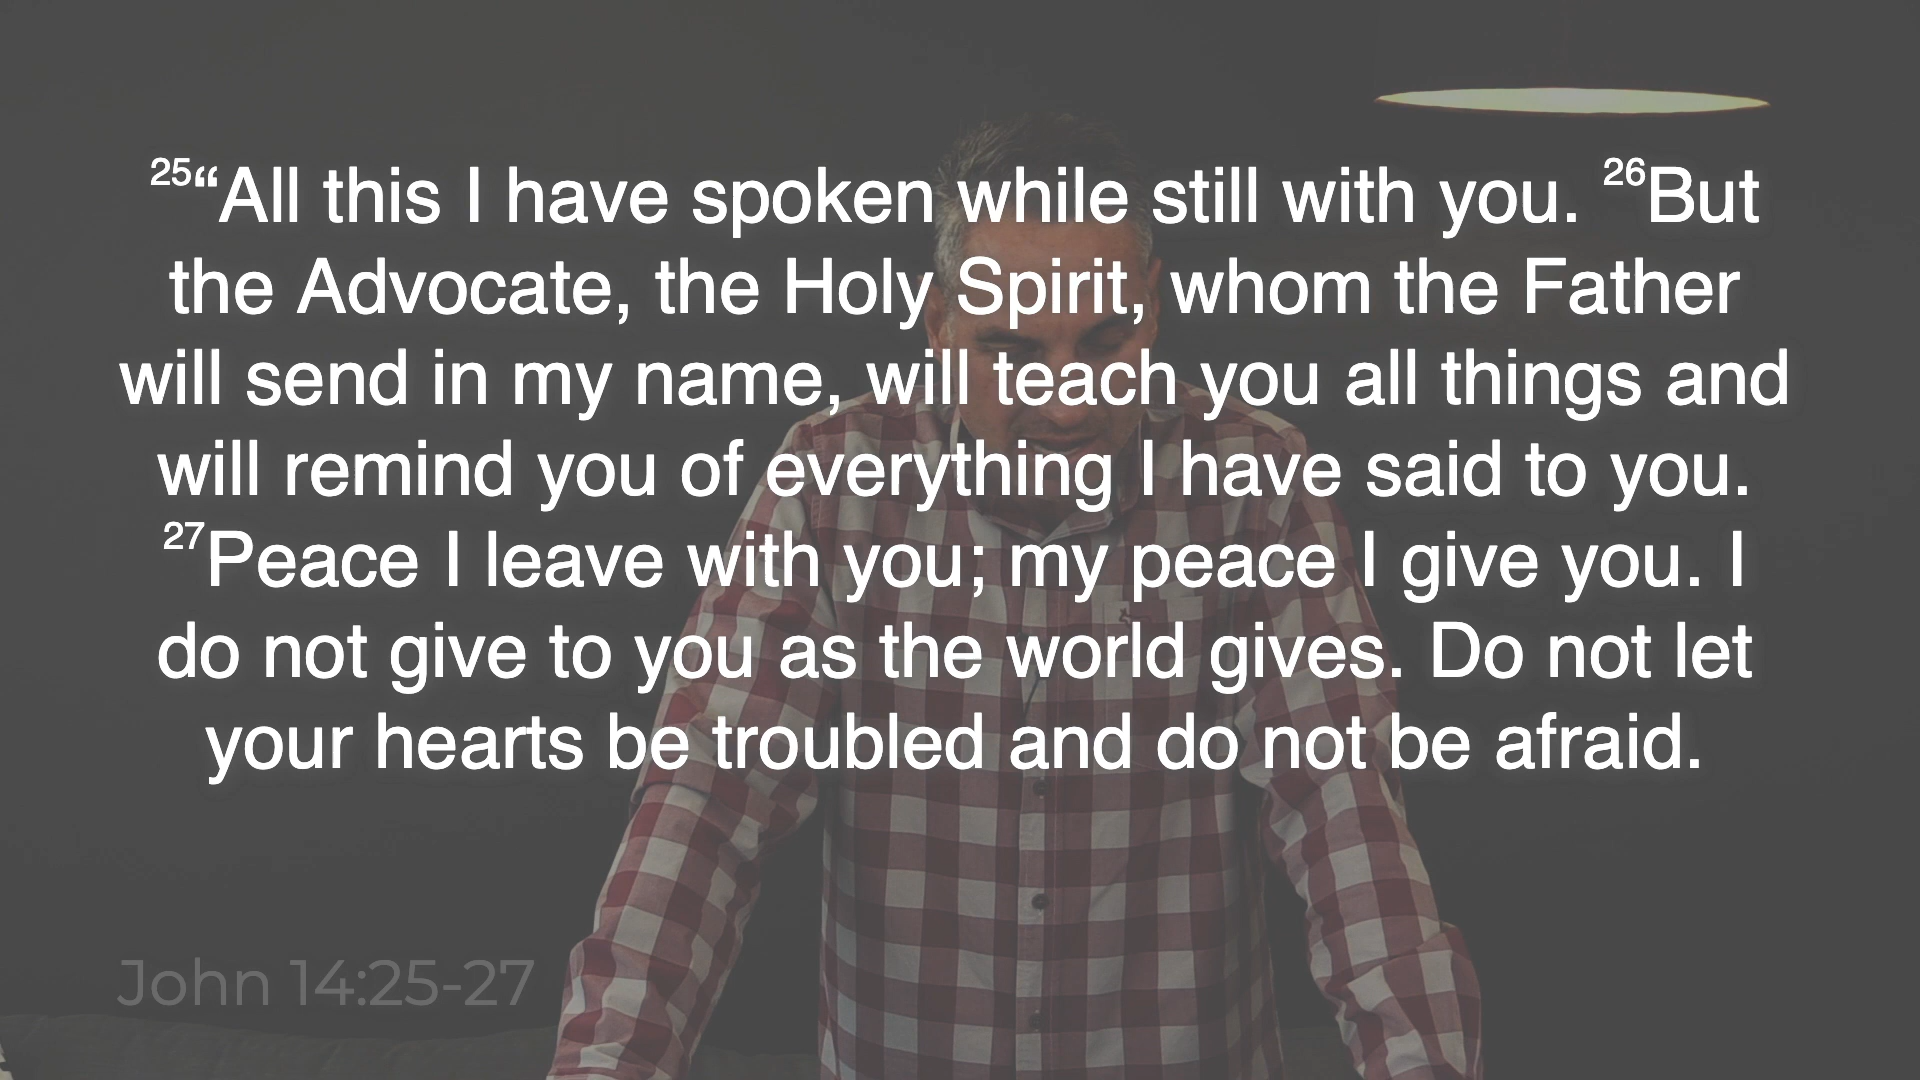 25“All this I have spoken while still with you. 26But
the Advocate, the Holy Spirit, whom the Father
will send in my name, will teach you all things and
will remind you of everything I have said to you.
27Peace I leave with you; my peace I give you. I
do not give to you as the world gives. Do not let
your hearts be troubled and do not be afraid.
John 14:25-27